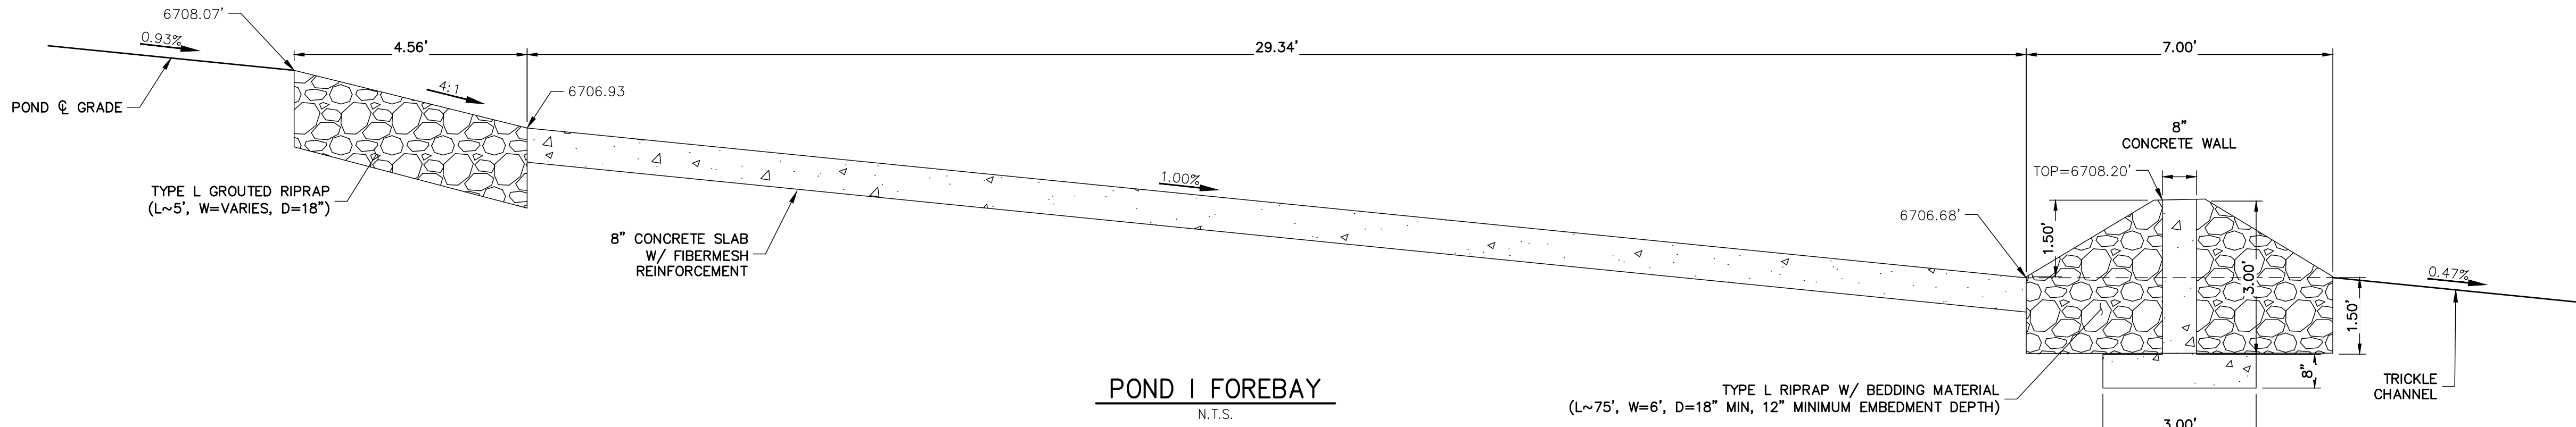 6708.07'
0.93%
POND ℄ GRADE
4.56'
4:1
6706.93
TYPE L GROUTED RIPRAP
(L~5', W=VARIES, D=18")
29.34'
1.00%
8" CONCRETE SLAB
W/ FIBERMESH
REINFORCEMENT
7.00'
8"
CONCRETE WALL
TOP=6708.20'
6706.68'
1.50'
3.00'
0.47%
1.50'
8"
TRICKLE
CHANNEL
TYPE L RIPRAP W/ BEDDING MATERIAL
(L~75', W=6', D=18" MIN, 12" MINIMUM EMBEDMENT DEPTH)
3.00'
POND I FOREBAY
N.T.S.